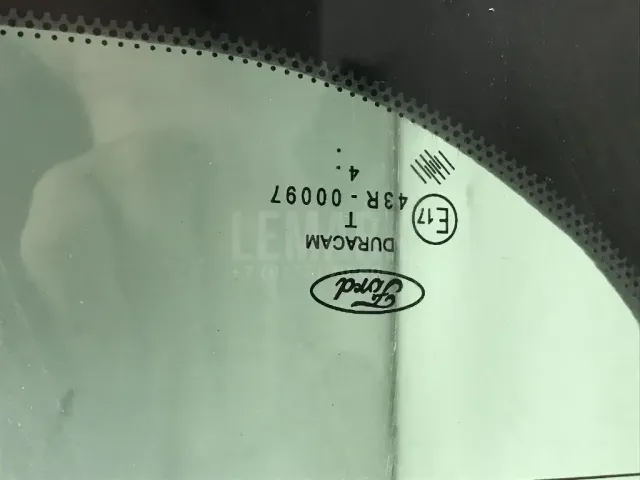 Ford
DURACAM
T
E17
43R - 00097
. 4 .